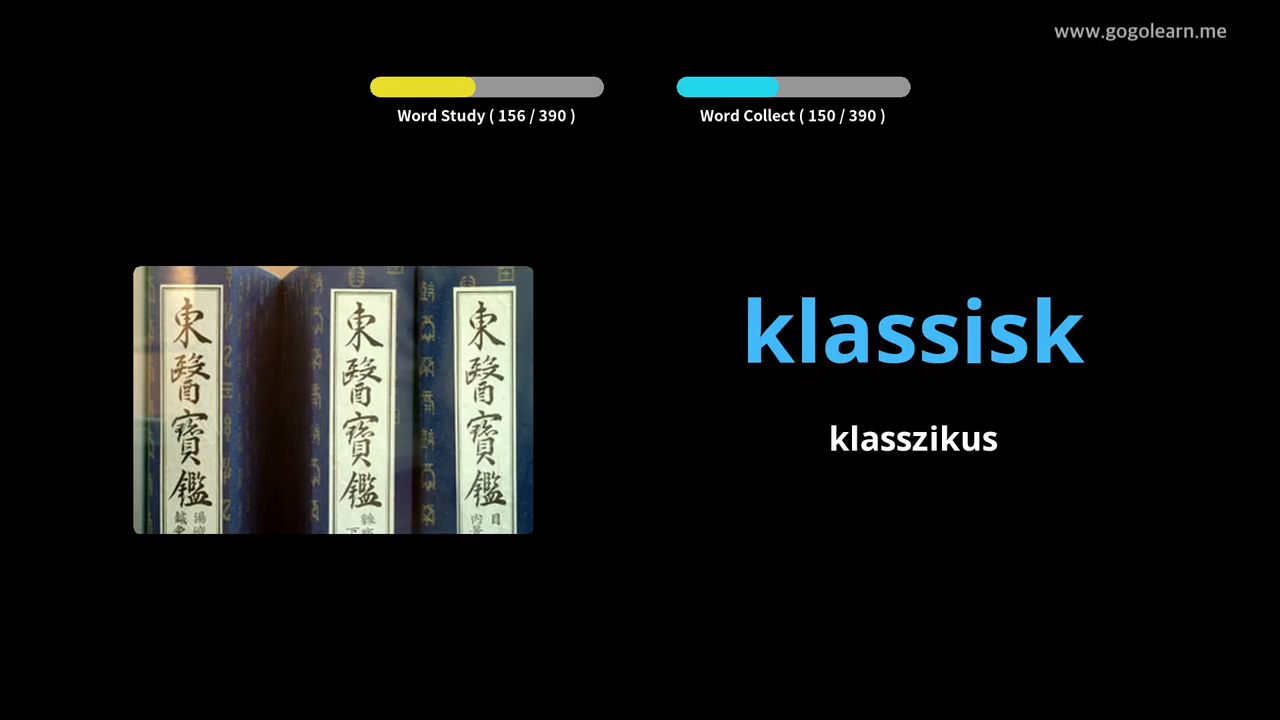 www.gogolearn.me
Word Study ( 156 / 390 )
Word Collect ( 150 / 390 )
東醫寶鑑
東醫寶鑑
東醫寶鑑
klassisk
klasszikus